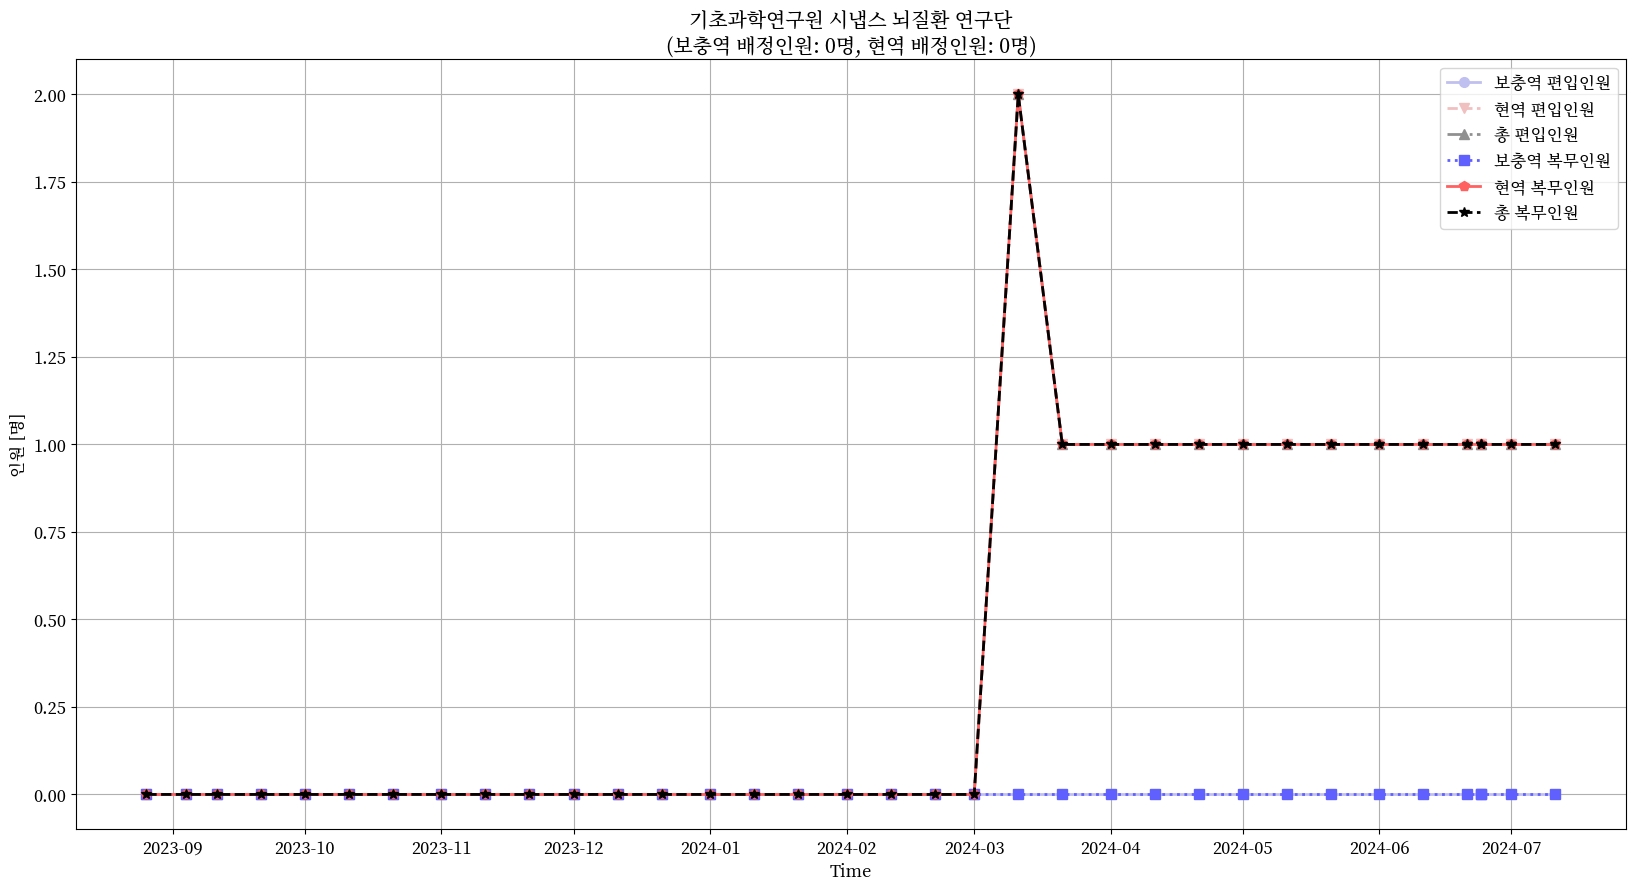 기초과학연구원 시냅스 뇌질환 연구단
(보충역 배정인원: 0명, 현역 배정인원: 0명)
보충역 편입인원
현역 편입인원
총 편입인원
보충역 복무인원
현역 복무인원
총 복무인원
인원 [명]
2.00
1.75
1.50
1.25
1.00
0.75
0.50
0.25
0.00
2023-09 2023-10 2023-11 2023-12 2024-01 2024-02 2024-03 2024-04 2024-05 2024-06 2024-07
Time